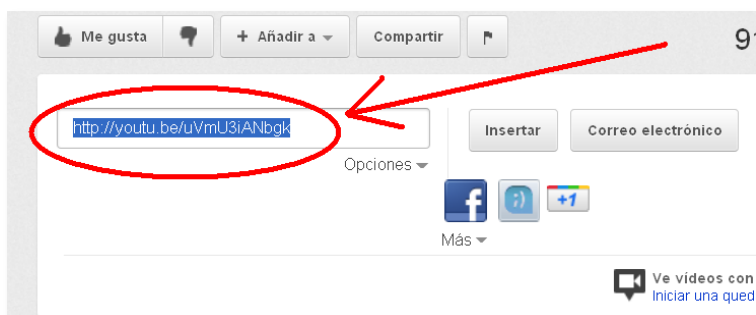 Me gusta
+ Añadir a
Compartir
91
http://youtu.be/uVmU3iANbgk
Insertar
Correo electrónico
Opciones
f
;)
+1
Más
Ve vídeos con
Iniciar una qued